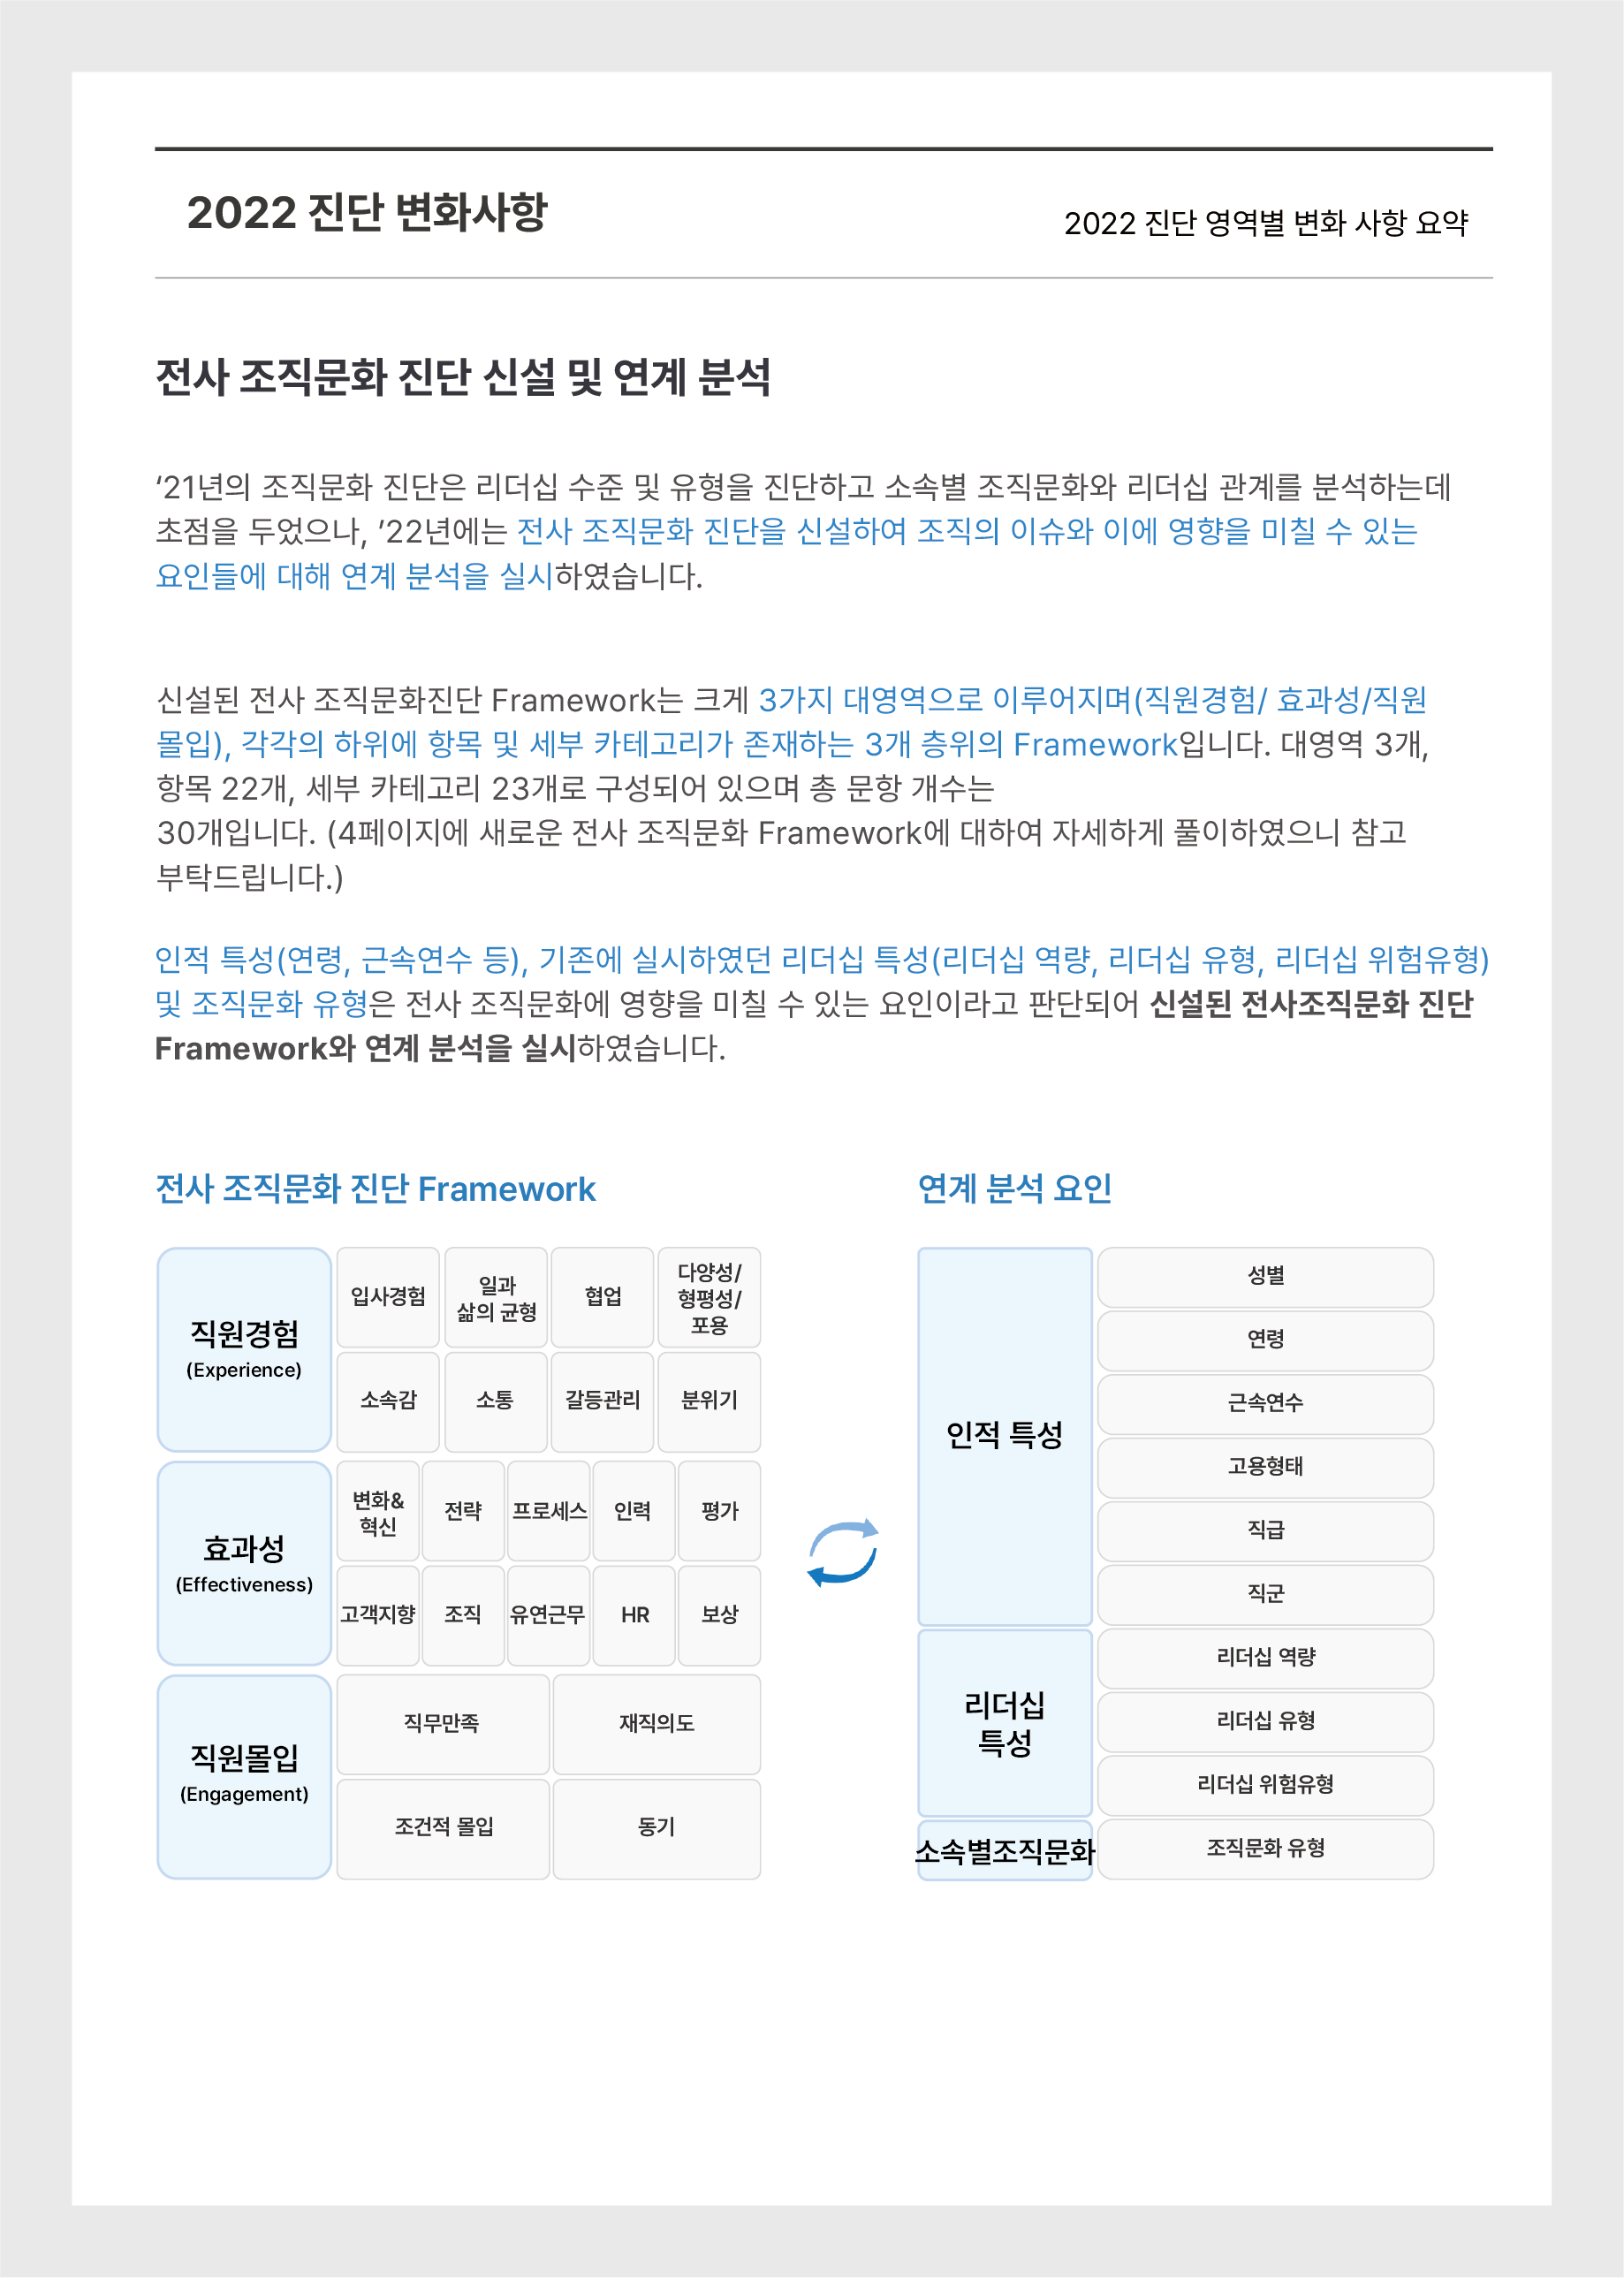 2022 진단 변화사항
2022 진단 영역별 변화 사항 요약
전사 조직문화 진단 신설 및 연계 분석
‘21년의 조직문화 진단은 리더십 수준 및 유형을 진단하고 소속별 조직문화와 리더십 관계를 분석하는데
초점을 두었으나, ’22년에는 전사 조직문화 진단을 신설하여 조직의 이슈와 이에 영향을 미칠 수 있는
요인들에 대해 연계 분석을 실시하였습니다.
신설된 전사 조직문화진단 Framework는 크게 3가지 대영역으로 이루어지며(직원경험/ 효과성/직원
몰입), 각각의 하위에 항목 및 세부 카테고리가 존재하는 3개 층위의 Framework입니다. 대영역 3개,
항목 22개, 세부 카테고리 23개로 구성되어 있으며 총 문항 개수는
30개입니다. (4페이지에 새로운 전사 조직문화 Framework에 대하여 자세하게 풀이하였으니 참고
부탁드립니다.)
인적 특성(연령, 근속연수 등), 기존에 실시하였던 리더십 특성(리더십 역량, 리더십 유형, 리더십 위험유형)
및 조직문화 유형은 전사 조직문화에 영향을 미칠 수 있는 요인이라고 판단되어 신설된 전사조직문화 진단
Framework와 연계 분석을 실시하였습니다.
전사 조직문화 진단 Framework
직원경험
(Experience)
입사경험
일과
삶의 균형
협업
다양성/
형평성/
포용
소속감
소통
갈등관리
분위기
효과성
(Effectiveness)
변화&
혁신
전략
프로세스
인력
평가
고객지향
조직
유연근무
HR
보상
직원몰입
(Engagement)
직무만족
재직의도
조건적 몰입
동기
연계 분석 요인
인적 특성
성별
연령
근속연수
고용형태
직급
직군
리더십
특성
리더십 역량
리더십 유형
리더십 위험유형
소속별조직문화
조직문화 유형